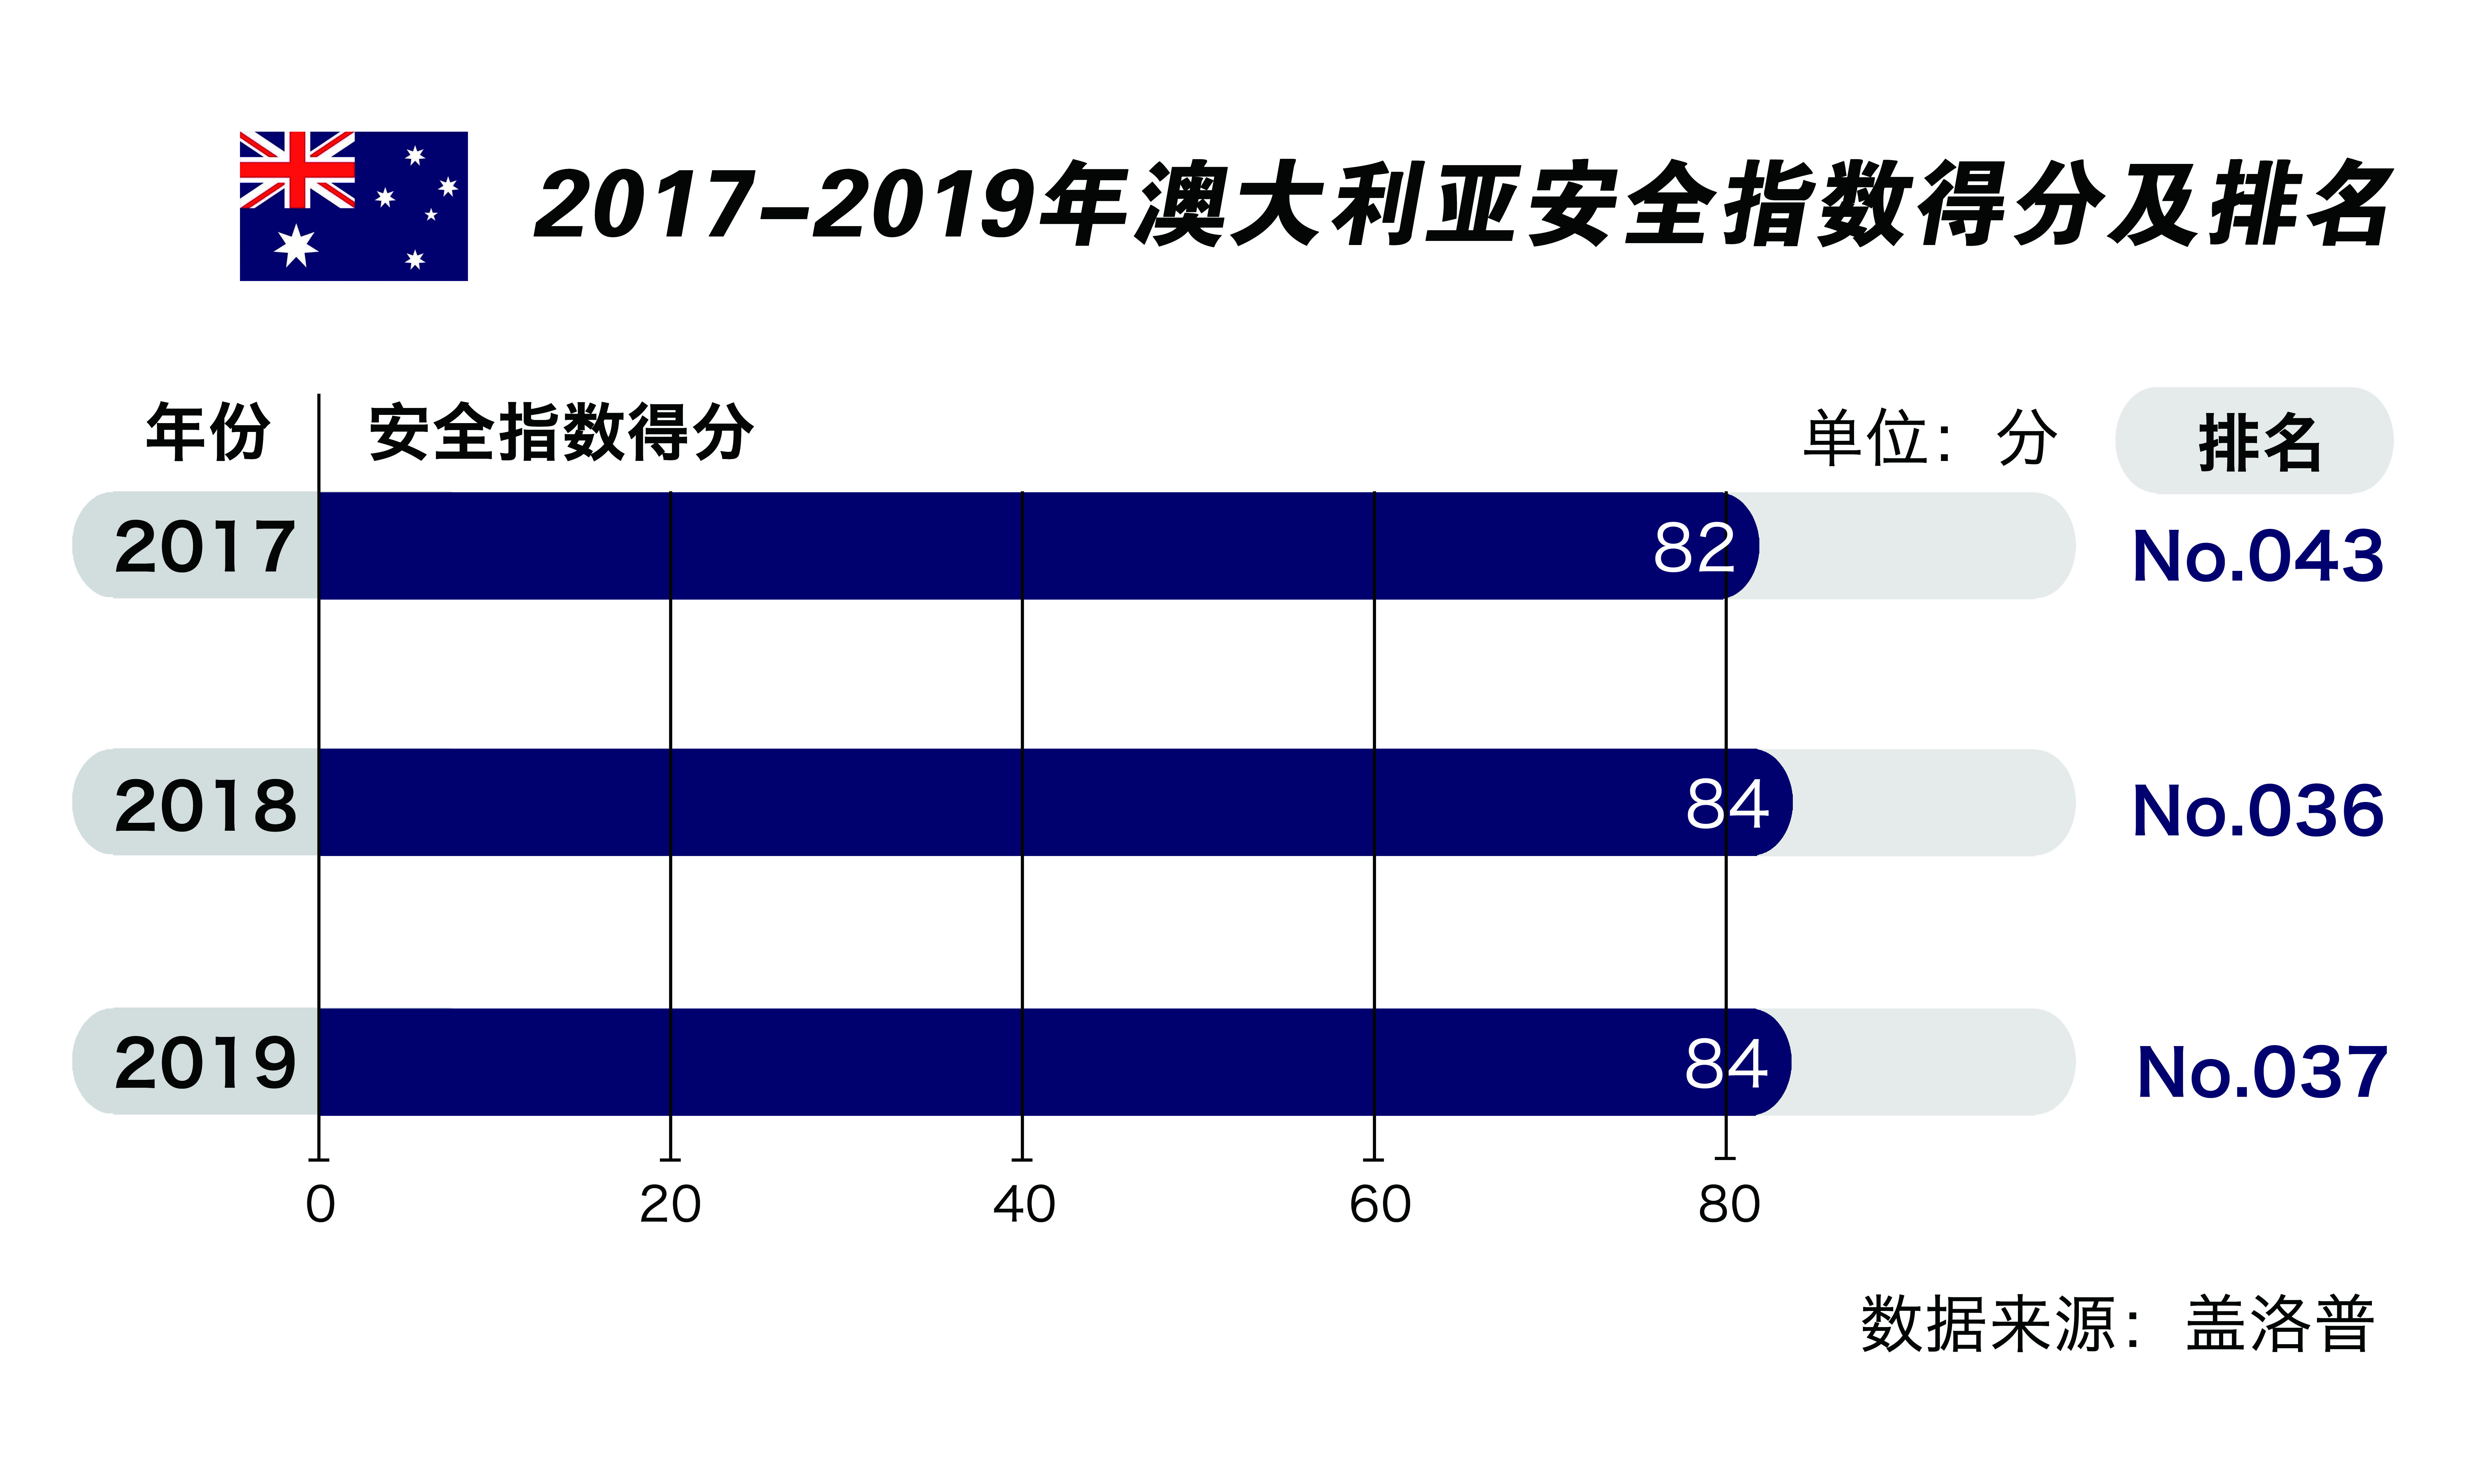 2017-2019年澳大利亚安全指数得分及排名
年份 安全指数得分 单位：分 排名
2017 82 No.043
2018 84 No.036
2019 84 No.037
0 20 40 60 80
数据来源：盖洛普